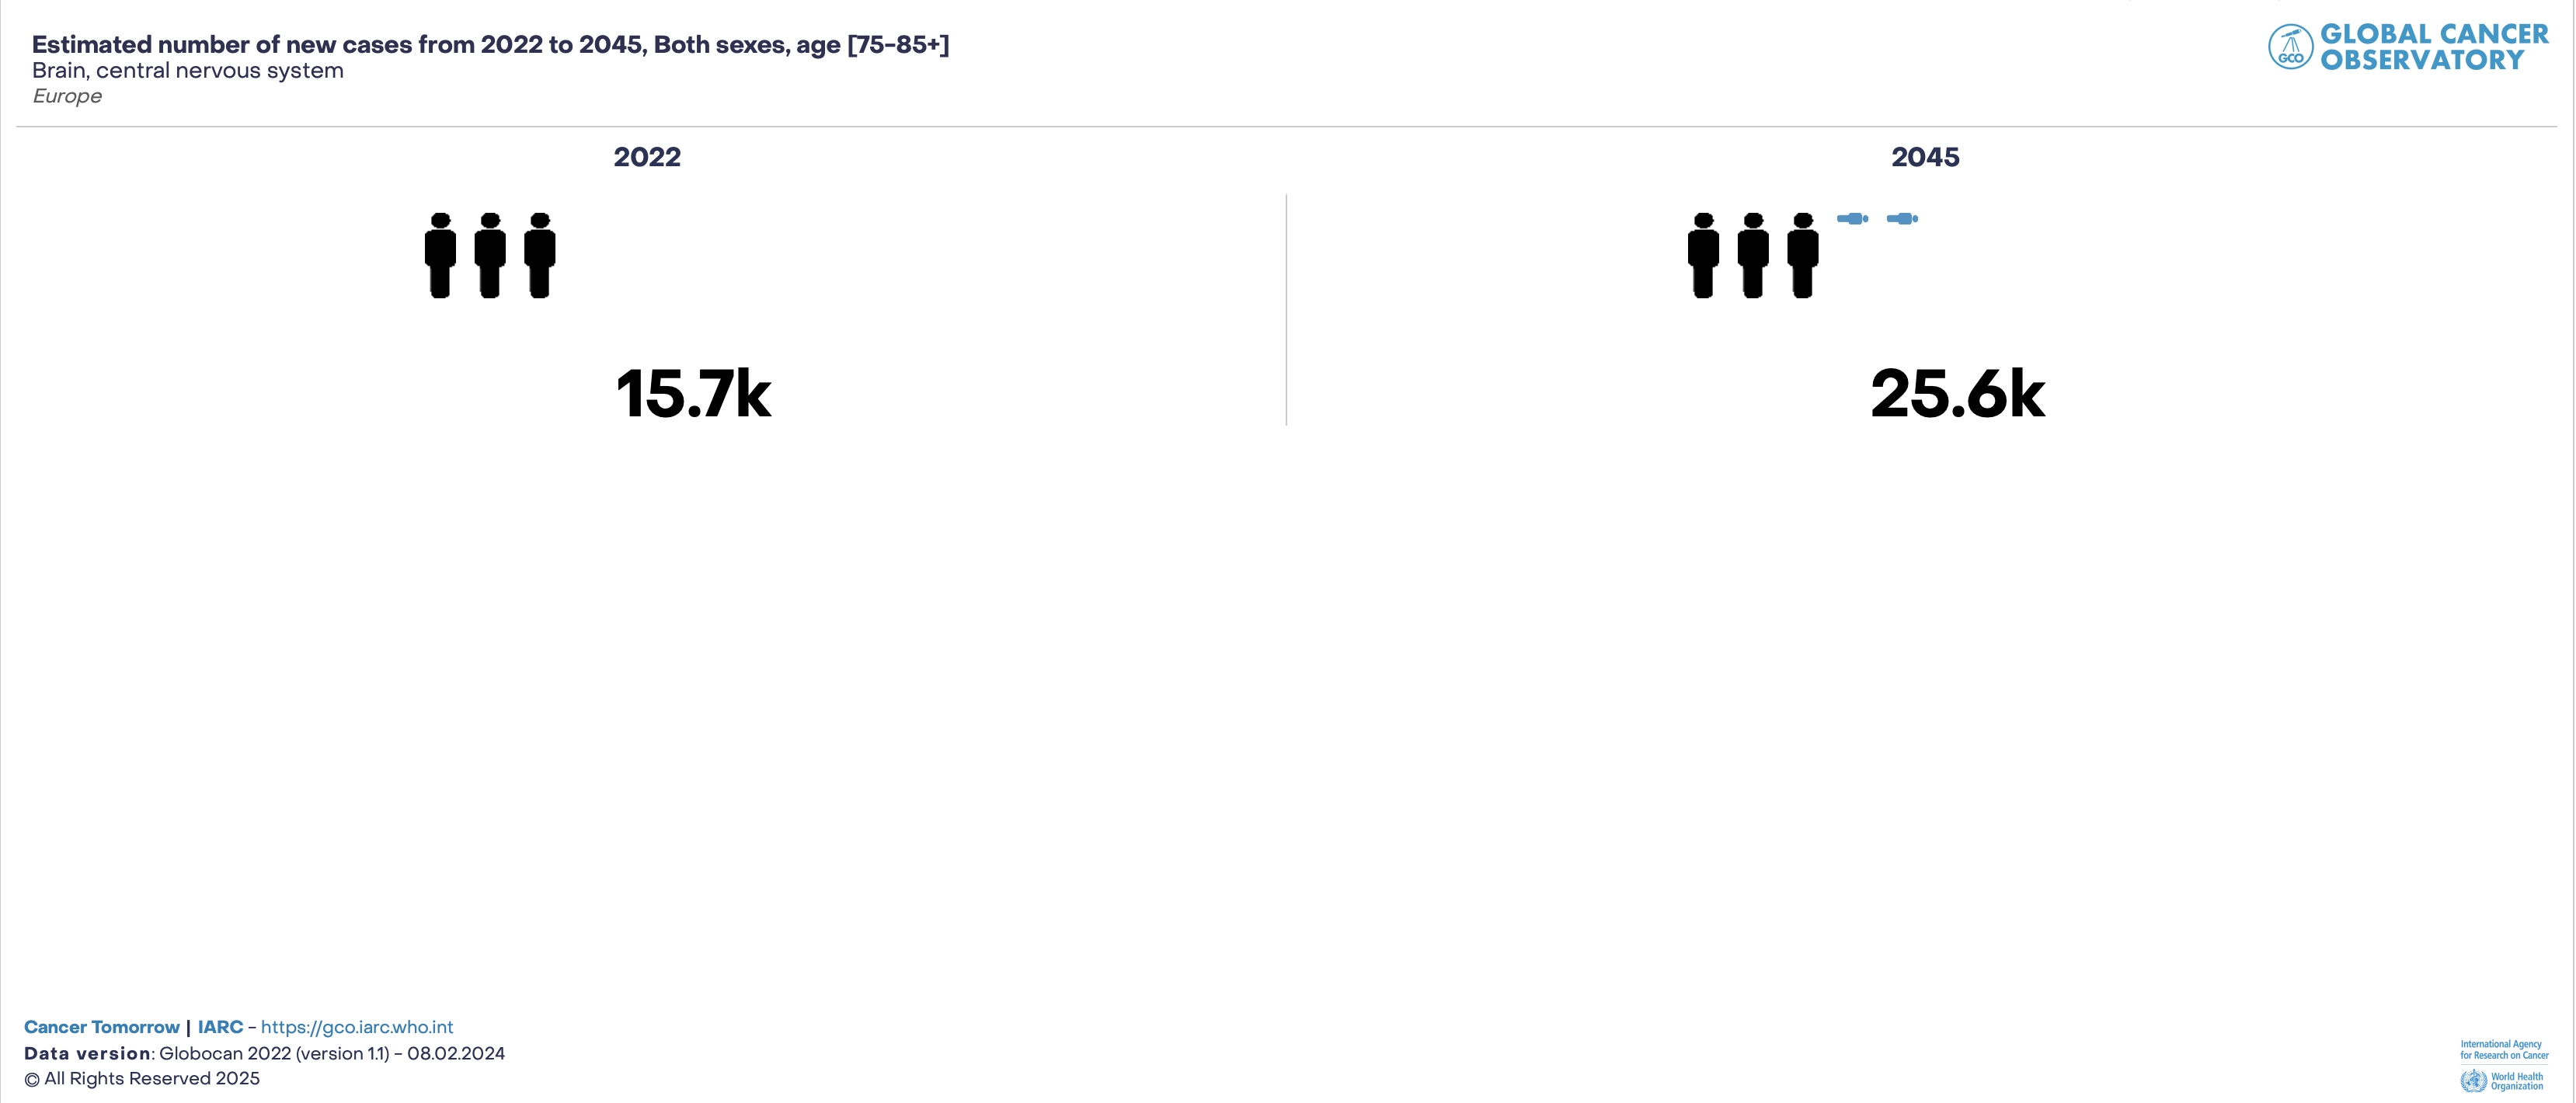 Estimated number of new cases from 2022 to 2045, Both sexes, age [75-85+]
Brain, central nervous system
Europe
GCO
GLOBAL CANCER
OBSERVATORY
2022
2045
15.7k
25.6k
Cancer Tomorrow | IARC - https://gco.iarc.who.int
Data version: Globocan 2022 (version 1.1) - 08.02.2024
© All Rights Reserved 2025
International Agency
for Research on Cancer
World Health
Organization